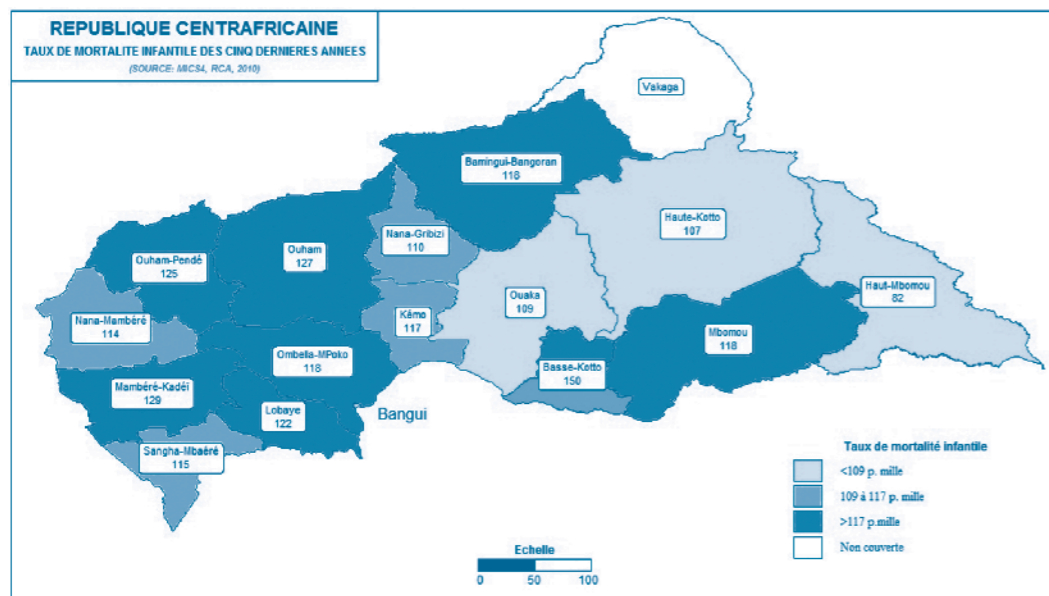 REPUBLIQUE CENTRAFRICAINE
TAUX DE MORTALITE INFANTILE DES CINQ DERNIERES ANNEES
(SOURCE: MICS4, RCA, 2010)
Vakaga
Bamingui-Bangoran
118
Haute-Kotto
107
Nana-Gribizi
110
Ouham
127
Ouham-Pendé
125
Haut-Mbomou
82
Ouaka
109
Kémo
117
Nana-Mambéré
114
Mbomou
118
Ombella-MPoko
118
Basse-Kotto
150
Mambéré-Kadéï
129
Lobaye
122
Bangui
Sangha-Mbaéré
115
Taux de mortalité infantile
<109 p. mille
109 à 117 p. mille
>117 p.mille
Non couverte
Echelle
0 50 100